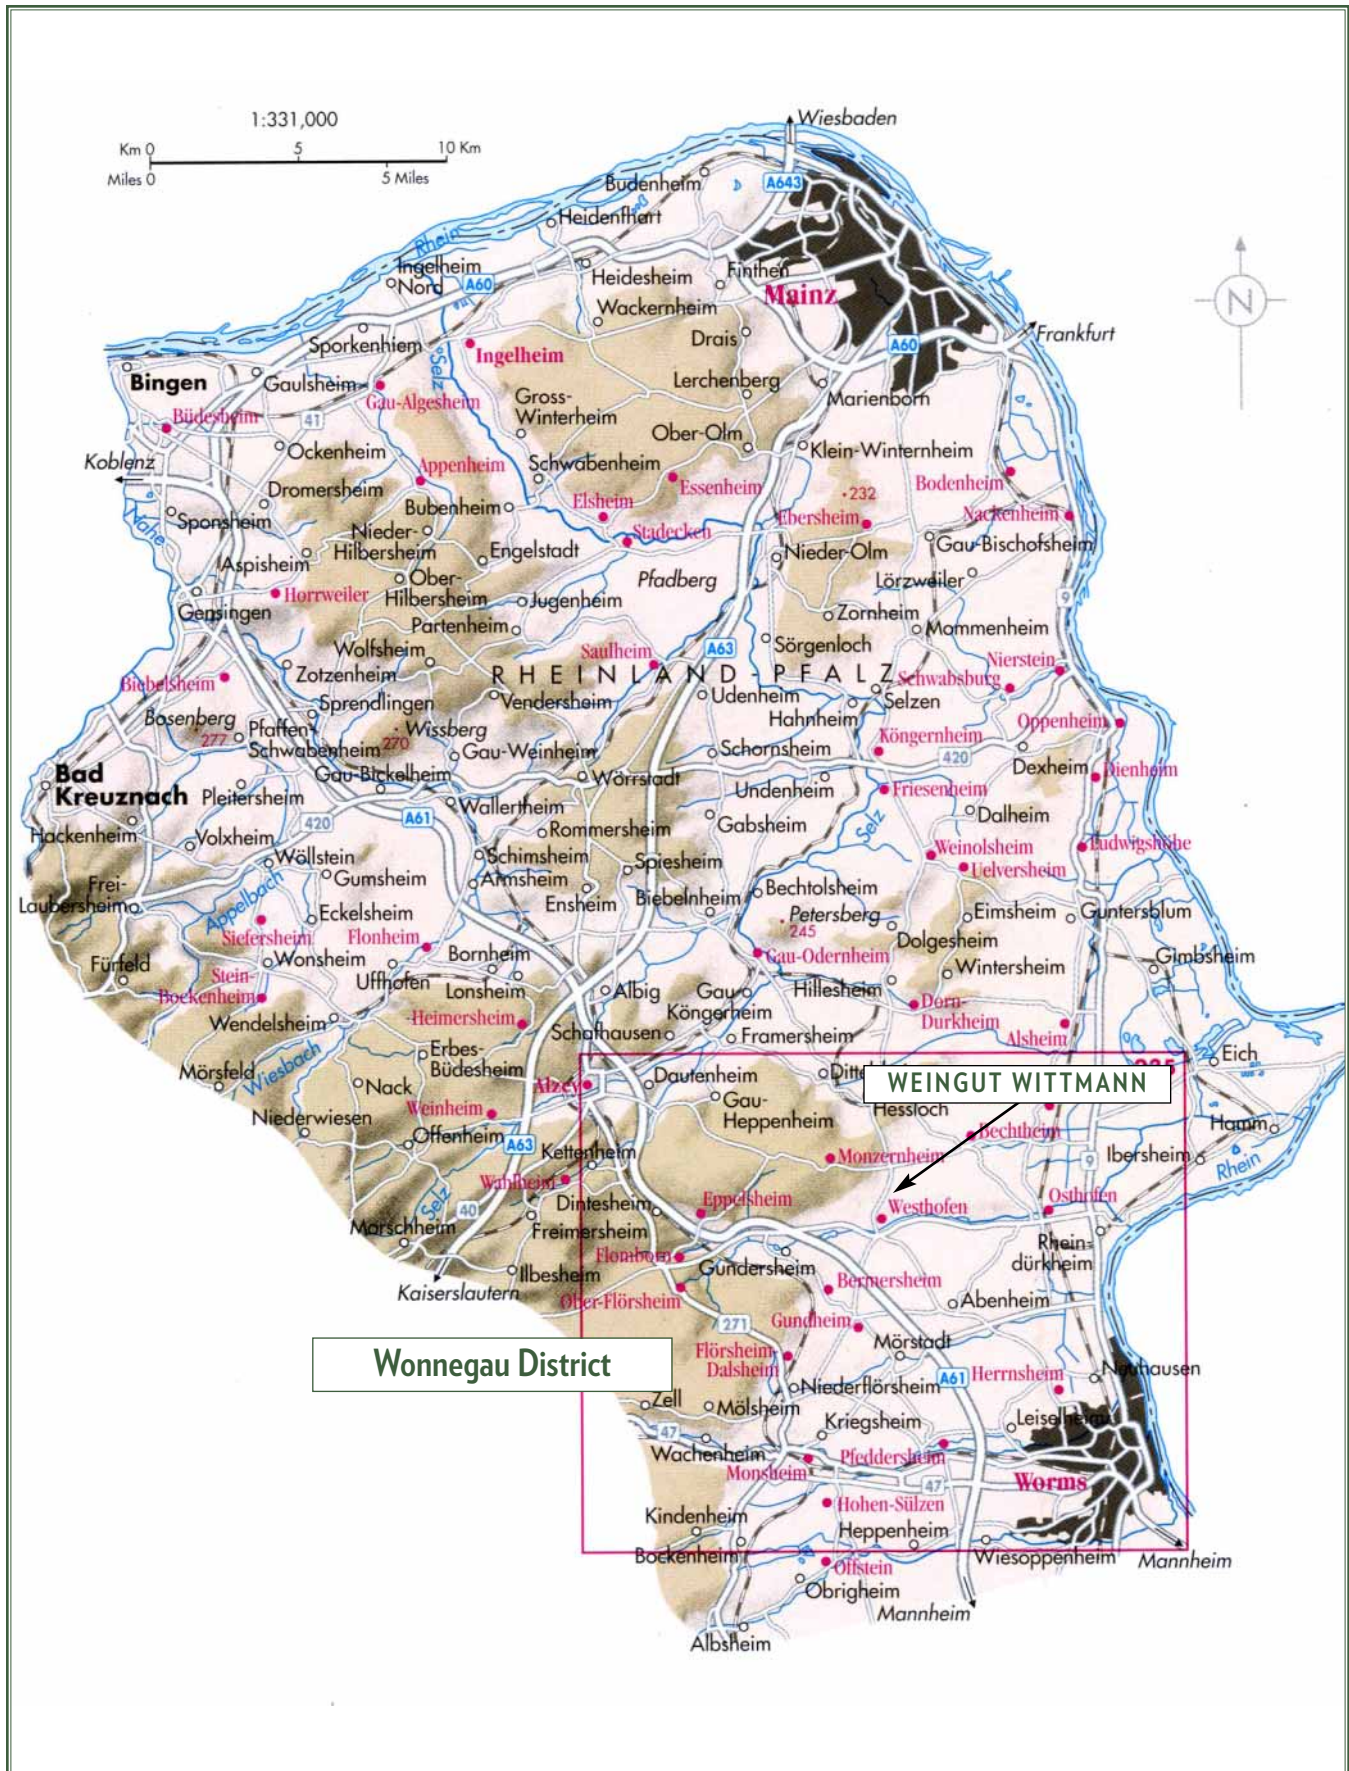 1:331,000
Km 0
5
10 Km
Miles 0
5 Miles
Wiesbaden
Budenheim
A643
Heidenfhart
Rhein
Ingelheim
Nord
A60
Heidesheim
Finthen
Mainz
Wackernheim
Frankfurt
Sporkenhiem
Drais
A60
Ingelheim
Selz
Bingen
Gaulsheim
Lerchenberg
Gau-Algesheim
Gross-
Winterheim
Marienborn
Büdesheim
41
Ober-Olm
Klein-Winternheim
Koblenz
Ockenheim
Appenheim
Schwabenheim
Essenheim
232
Bodenheim
Dromersheim
Bubenheim
Elsheim
Ebersheim
Nackenheim
Nahe
Sponsheim
Nieder-
Hilbersheim
Stadecken
Gau-Bischofsheim
Engelstadt
Nieder-Olm
Aspisheim
Ober-
Hilbersheim
Pfadberg
Lörzweiler
Horrweiler
Jugenheim
9
Gensingen
Partenheim
Zornheim
Mommenheim
Wolfsheim
Saulheim
A63
Sörgenloch
Nierstein
Zotzenheim
RHEINLAND-PFALZ
Schwabsburg
Biebelsheim
Sprendlingen
Vendersheim
Udenheim
Selzen
Hahnheim
Oppenheim
Bosenberg
277
Pfaffen-
Schwabenheim
Wissberg
270
Gau-Weinheim
Schornsheim
Köngernheim
420
Dexheim
Dienheim
Bad
Kreuznach
Gau-Bickelheim
Wörrstadt
Pleitersheim
Undenheim
Friesenheim
Wallertheim
Dalheim
Hackenheim
420
A61
Volxheim
Rommersheim
Gabsheim
Selz
Wöllstein
Schimsheim
Spiesheim
Weinolsheim
Ludwigshöhe
Uelversheim
Gumsheim
Armsheim
Frei-
Laubersheim
Ensheim
Biebelnheim
Bechtolsheim
Appelbach
Eckelsheim
Petersberg
245
Eimsheim
Guntersblum
Siefersheim
Flonheim
Dolgesheim
Fürfeld
Wonsheim
Bornheim
Gau-Odernheim
Gimbsheim
Stein-
Bockenheim
Uffhofen
Lonsheim
Wintersheim
Albig
Gau-
Köngerheim
Hillesheim
Wendelsheim
Heimersheim
Dorn-
Durkheim
Schafhausen
Framersheim
Alsheim
Erbes-
Büdesheim
Eich
Mörsfeld
Wiesbach
Nack
Alzey
Dautenheim
WEINGUT WITTMANN
Gau-
Heppenheim
Hessloch
Weinheim
Niederwiesen
Offenheim
A63
Bechtheim
Hamm
Kettenheim
Monzernheim
9
Ibersheim
Rhein
Wahlheim
Selz
Dintesheim
Eppelsheim
Westhofen
Osthofen
40
Morschheim
Freimersheim
Rhein-
dürkheim
Flomborn
Gundersheim
Kaiserslautern
Ilbesheim
Bermersheim
Ober-Flörsheim
Abenheim
271
Gundheim
Mörstadt
Wonnegau District
Flörsheim-
Dalsheim
A61
Herrnsheim
Neuhausen
Niederflörsheim
Zell
Mölsheim
Kriegsheim
Leiselheim
47
Wachenheim
Pfeddersheim
Monsheim
47
Worms
Hohen-Sülzen
Kindenheim
Heppenheim
Bockenheim
Wiesoppenheim
Mannheim
Offstein
Obrigheim
Mannheim
Albsheim
N